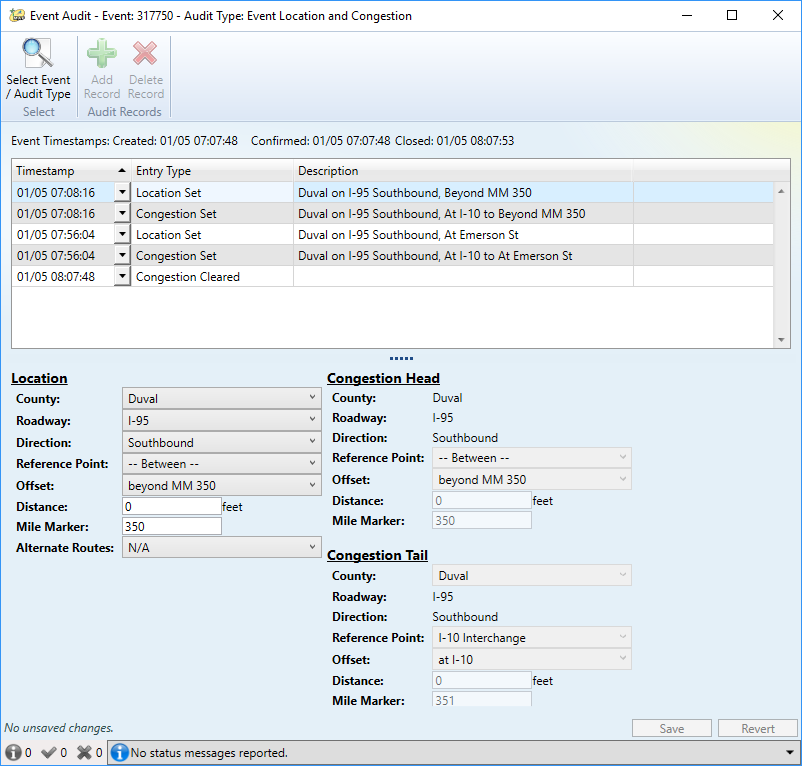 Event Audit - Event: 317750 - Audit Type: Event Location and Congestion
Select Event / Audit Type
Add Record
Delete Record
Select
Audit Records
Event Timestamps: Created: 01/05 07:07:48 Confirmed: 01/05 07:07:48 Closed: 01/05 08:07:53
Timestamp Entry Type Description
01/05 07:08:16 Location Set Duval on I-95 Southbound, Beyond MM 350
01/05 07:08:16 Congestion Set Duval on I-95 Southbound, At I-10 to Beyond MM 350
01/05 07:56:04 Location Set Duval on I-95 Southbound, At Emerson St
01/05 07:56:04 Congestion Set Duval on I-95 Southbound, At I-10 to At Emerson St
01/05 08:07:48 Congestion Cleared
Location
County: Duval
Roadway: I-95
Direction: Southbound
Reference Point: -- Between --
Offset: beyond MM 350
Distance: 0 feet
Mile Marker: 350
Alternate Routes: N/A
Congestion Head
County: Duval
Roadway: I-95
Direction: Southbound
Reference Point: -- Between --
Offset: beyond MM 350
Distance: 0 feet
Mile Marker: 350
Congestion Tail
County: Duval
Roadway: I-95
Direction: Southbound
Reference Point: I-10 Interchange
Offset: at I-10
Distance: 0 feet
Mile Marker: 351
No unsaved changes.
Save Revert
0 0 0 No status messages reported.